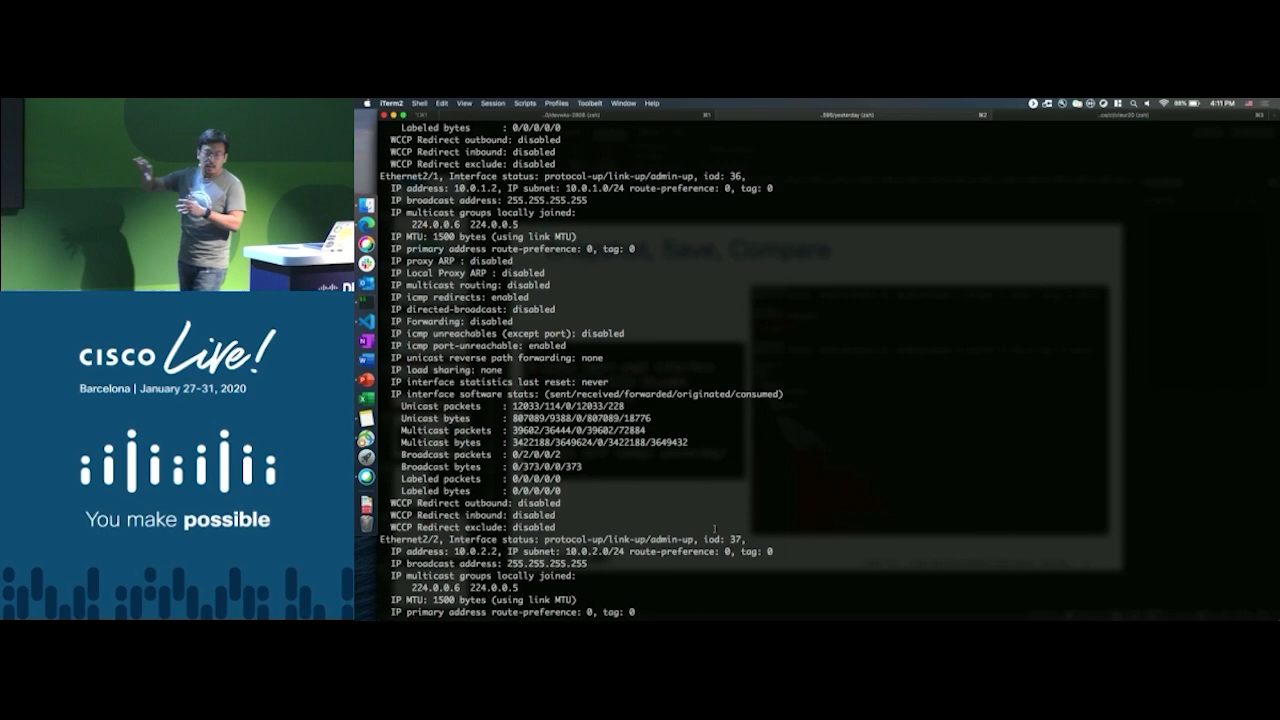 CISCO Live!
Barcelona | January 27-31, 2020
You make possible
iTerm2 Shell Edit View Session Scripts Profiles Toolbelt Window Help
88% 4:11 PM
Labeled bytes : 0/0/0/0/0
WCCP Redirect outbound: disabled
WCCP Redirect inbound: disabled
WCCP Redirect exclude: disabled
Ethernet2/1, Interface status: protocol-up/link-up/admin-up, iod: 36,
IP address: 10.0.1.2, IP subnet: 10.0.1.0/24 route-preference: 0, tag: 0
IP broadcast address: 255.255.255.255
IP multicast groups locally joined:
224.0.0.6 224.0.0.5
IP MTU: 1500 bytes (using link MTU)
IP primary address route-preference: 0, tag: 0
IP proxy ARP : disabled
IP Local Proxy ARP : disabled
IP multicast routing: disabled
IP icmp redirects: enabled
IP directed-broadcast: disabled
IP Forwarding: disabled
IP icmp unreachables (except port): disabled
IP icmp port-unreachable: enabled
IP unicast reverse path forwarding: none
IP load sharing: none
IP interface statistics last reset: never
IP interface software stats: (sent/received/forwarded/originated/consumed)
Unicast packets : 12033/114/0/12033/228
Unicast bytes : 807089/9388/0/807089/18776
Multicast packets : 39602/36444/0/39602/72884
Multicast bytes : 3422188/3649624/0/3422188/3649432
Broadcast packets : 0/2/0/0/2
Broadcast bytes : 0/373/0/0/373
Labeled packets : 0/0/0/0/0
Labeled bytes : 0/0/0/0/0
WCCP Redirect outbound: disabled
WCCP Redirect inbound: disabled
WCCP Redirect exclude: disabled
Ethernet2/2, Interface status: protocol-up/link-up/admin-up, iod: 37,
IP address: 10.0.2.2, IP subnet: 10.0.2.0/24 route-preference: 0, tag: 0
IP broadcast address: 255.255.255.255
IP multicast groups locally joined:
224.0.0.6 224.0.0.5
IP MTU: 1500 bytes (using link MTU)
IP primary address route-preference: 0, tag: 0